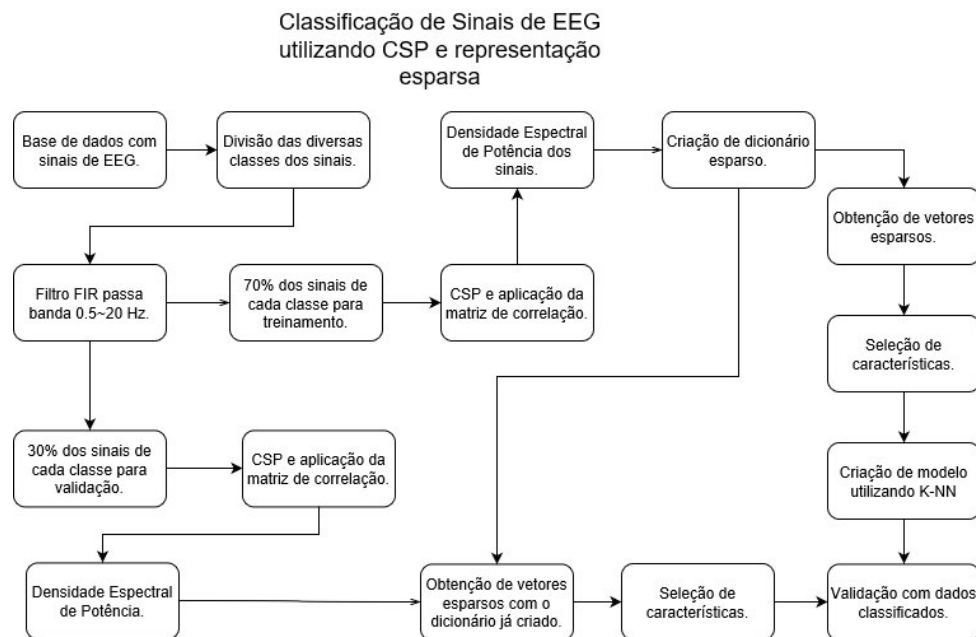 Classificação de Sinais de EEG
utilizando CSP e representação
esparsa
Base de dados com
sinais de EEG.
Divisão das diversas
classes dos sinais.
Densidade Espectral
de Potência dos
sinais.
Criação de dicionário
esparso.
Obtenção de vetores
esparsos.
Filtro FIR passa
banda 0.5~20 Hz.
70% dos sinais de
cada classe para
treinamento.
CSP e aplicação da
matriz de correlação.
Seleção de
características.
30% dos sinais de
cada classe para
validação.
CSP e aplicação da
matriz de correlação.
Criação de modelo
utilizando K-NN
Densidade Espectral
de Potência.
Obtenção de vetores
esparsos com o
dicionário já criado.
Seleção de
características.
Validação com dados
classificados.